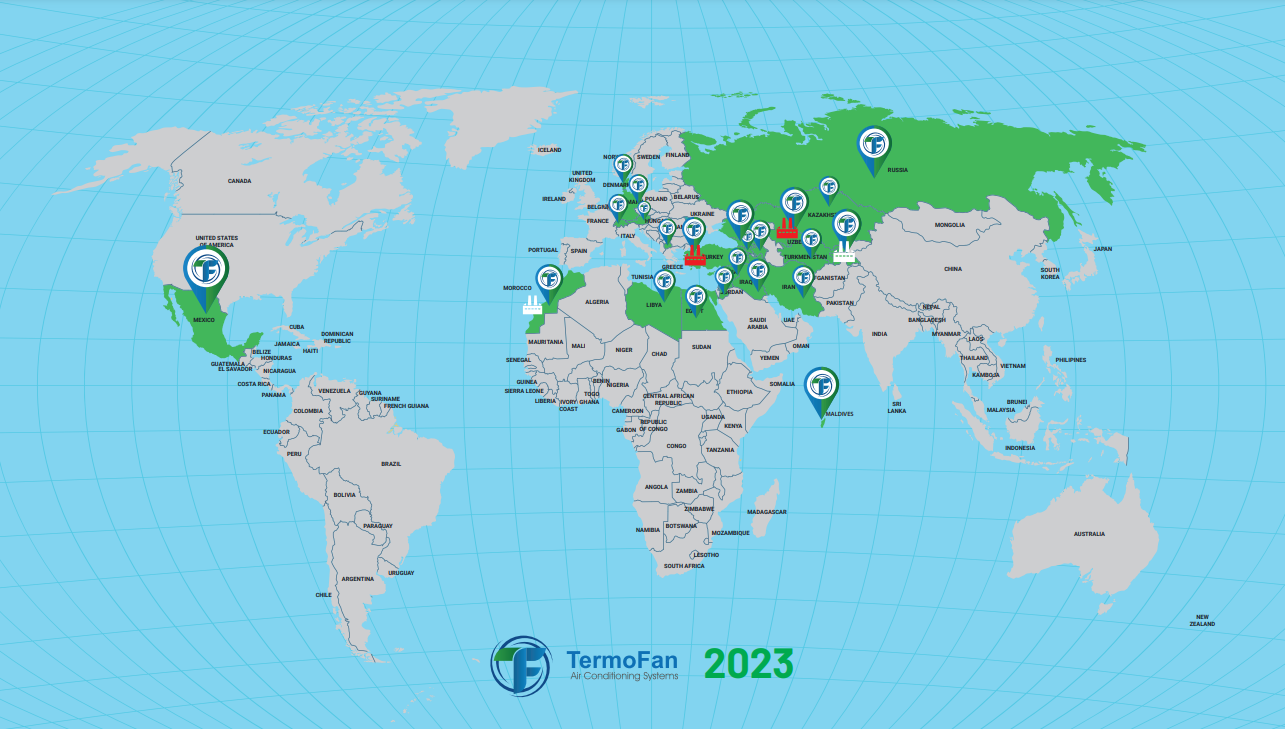 ICELAND
SWEDEN
FINLAND
CANADA
UNITED
KINGDOM
DENMARK
RUSSIA
IRELAND
POLAND
BELARUS
FRANCE
UKRAINE
UNITED STATES
OF AMERICA
ITALY
MONGOLIA
PORTUGAL
SPAIN
JAPAN
TURKMENISTAN
GREECE
CHINA
SOUTH
KOREA
TUNISIA
MOROCCO
IRAQ
IRAN
ALGERIA
LIBYA
PAKISTAN
NEPAL
MEXICO
SAUDI
ARABIA
UAE
BANGLADESH
CUBA
DOMINICAN
REPUBLIC
INDIA
MYANMAR
LAOS
JAMAICA
HAITI
MAURITANIA
MALI
NIGER
CHAD
SUDAN
OMAN
BELIZE
HONDURAS
GUATEMALA
EL SAVADOR
NICARAGUA
SENEGAL
YEMEN
THAILAND
VIETNAM
PHILIPINES
KAMBOJA
COSTA RICA
PANAMA
GUINEA
SIERRA LEONE
LIBERIA
IVORY
COAST
GHANA
TOGO
BENIN
NIGERIA
CENTRAL AFRICAN
REPUBLIC
ETHIOPIA
SOMALIA
VENEZUELA
GUYANA
SURINAME
FRENCH GUIANA
COLOMBIA
CAMEROON
UGANDA
KENYA
MALDIVES
SRI
LANKA
BRUNEI
MALAYSIA
ECUADOR
GABON
REPUBLIC
OF CONGO
CONGO
TANZANIA
INDONESIA
PERU
BRAZIL
BOLIVIA
ANGOLA
ZAMBIA
ZIMBABWE
MADAGASCAR
PARAGUAY
NAMIBIA
BOTSWANA
MOZAMBIQUE
AUSTRALIA
LESOTHO
SOUTH AFRICA
URUGUAY
ARGENTINA
CHILE
NEW
ZEALAND
TermoFan
Air Conditioning Systems
2023